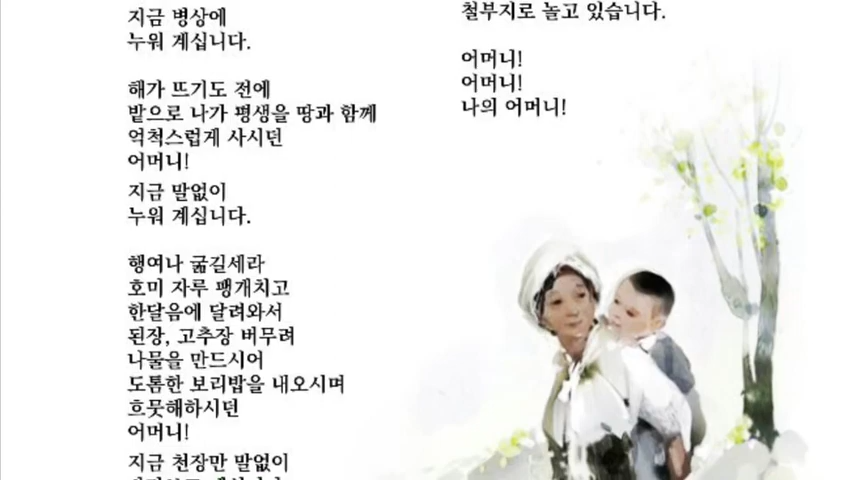 지금 병상에
누워 계십니다.
해가 뜨기도 전에
밭으로 나가 평생을 땅과 함께
억척스럽게 사시던
어머니!
지금 말없이
누워 계십니다.
행여나 굶길세라
호미 자루 팽개치고
한달음에 달려와서
된장, 고추장 버무려
나물을 만드시어
도톰한 보리밥을 내오시며
흐뭇해하시던
어머니!
지금 천장만 말없이
철부지로 놀고 있습니다.
어머니!
어머니!
나의 어머니!